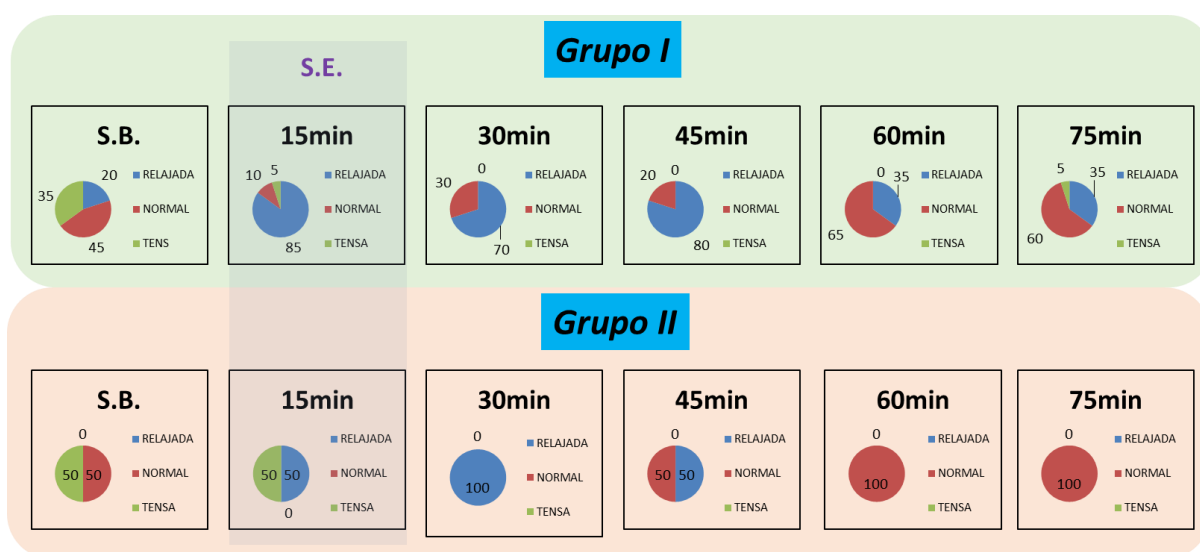 Grupo I
S.E.
S.B.
20
35
45
RELAJADA
NORMAL
TENS
15min
10
5
85
RELAJADA
NORMAL
TENSA
30min
0
30
70
RELAJADA
NORMAL
TENSA
45min
20
0
80
RELAJADA
NORMAL
TENSA
60min
0
35
65
RELAJADA
NORMAL
TENSA
75min
5
35
60
RELAJADA
NORMAL
TENSA
Grupo II
S.B.
0
50
50
RELAJADA
NORMAL
TENSA
15min
50
50
0
RELAJADA
NORMAL
TENSA
30min
0
100
RELAJADA
NORMAL
TENSA
45min
0
50
50
RELAJADA
NORMAL
TENSA
60min
0
100
RELAJADA
NORMAL
TENSA
75min
0
100
RELAJADA
NORMAL
TENSA